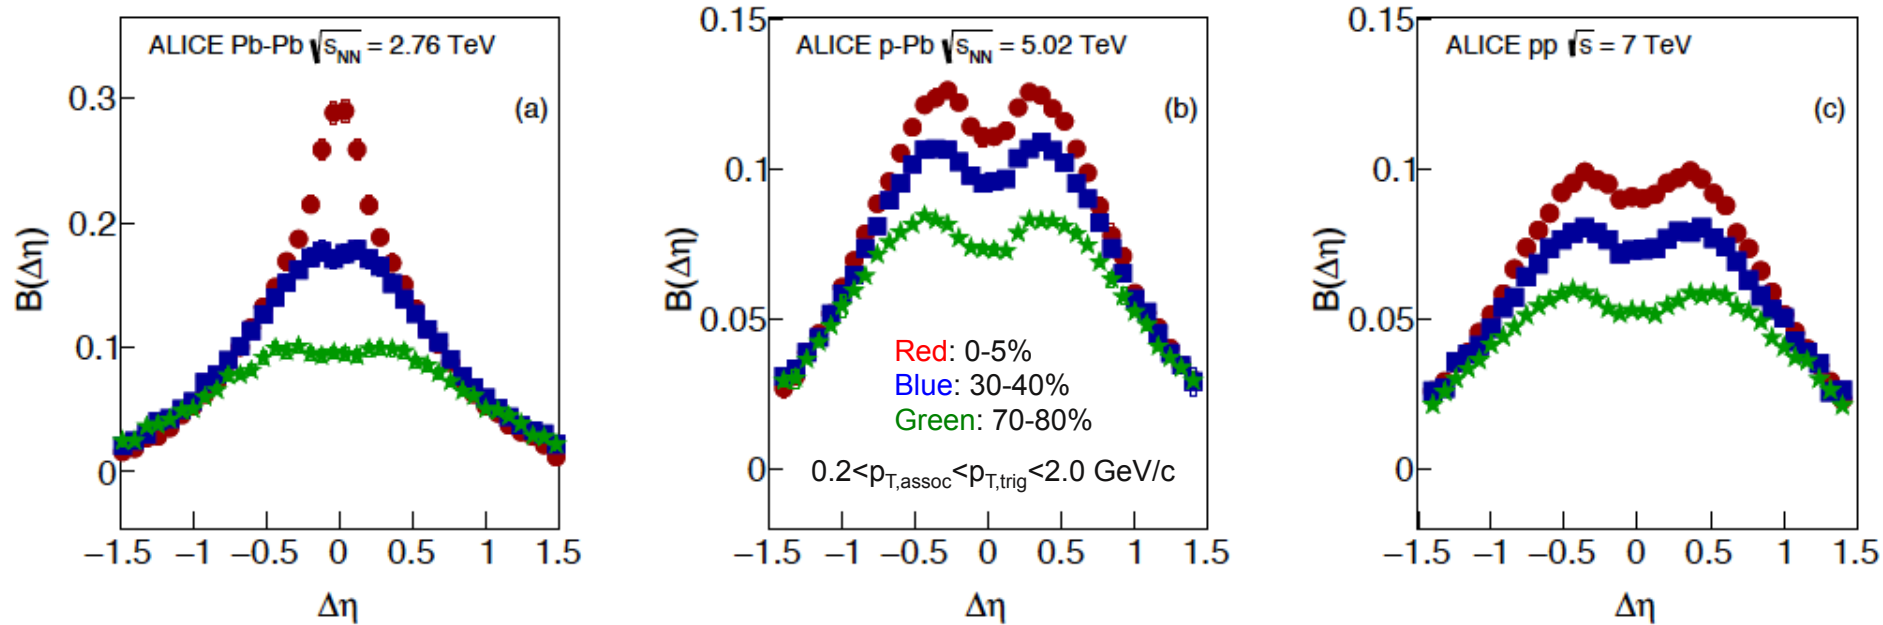 ALICE Pb-Pb √sNN = 2.76 TeV
(a)
0.3
0.2
0.1
0
B(Δη)
−1.5 −1 −0.5 0 0.5 1 1.5
Δη
ALICE p-Pb √sNN = 5.02 TeV
(b)
0.15
0.1
0.05
0
B(Δη)
Red: 0-5%
Blue: 30-40%
Green: 70-80%
0.2<pT,assoc<pT,trig<2.0 GeV/c
−1.5 −1 −0.5 0 0.5 1 1.5
Δη
ALICE pp √s = 7 TeV
(c)
0.15
0.1
0.05
0
B(Δη)
−1.5 −1 −0.5 0 0.5 1 1.5
Δη